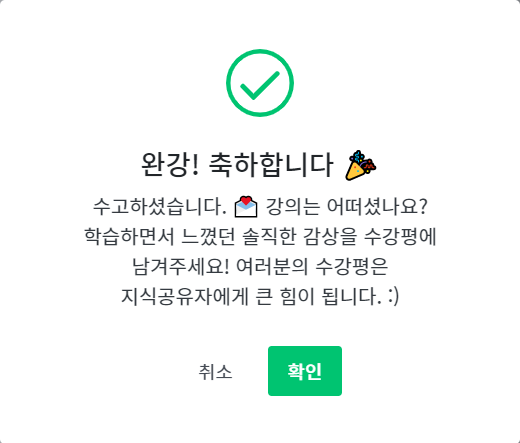 완강! 축하합니다 🎉
수고하셨습니다. 💌 강의는 어떠셨나요?
학습하면서 느꼈던 솔직한 감상을 수강평에
남겨주세요! 여러분의 수강평은
지식공유자에게 큰 힘이 됩니다. :)
취소 확인